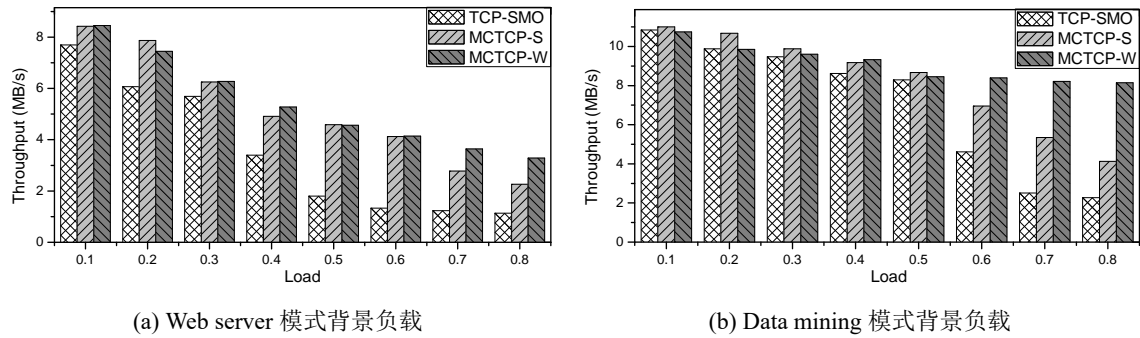 TCP-SMO
MCTCP-S
MCTCP-W
Throughput (MB/s)
8
6
4
2
0
0.1 0.2 0.3 0.4 0.5 0.6 0.7 0.8
Load
(a) Web server 模式背景负载
TCP-SMO
MCTCP-S
MCTCP-W
Throughput (MB/s)
10
8
6
4
2
0
0.1 0.2 0.3 0.4 0.5 0.6 0.7 0.8
Load
(b) Data mining 模式背景负载